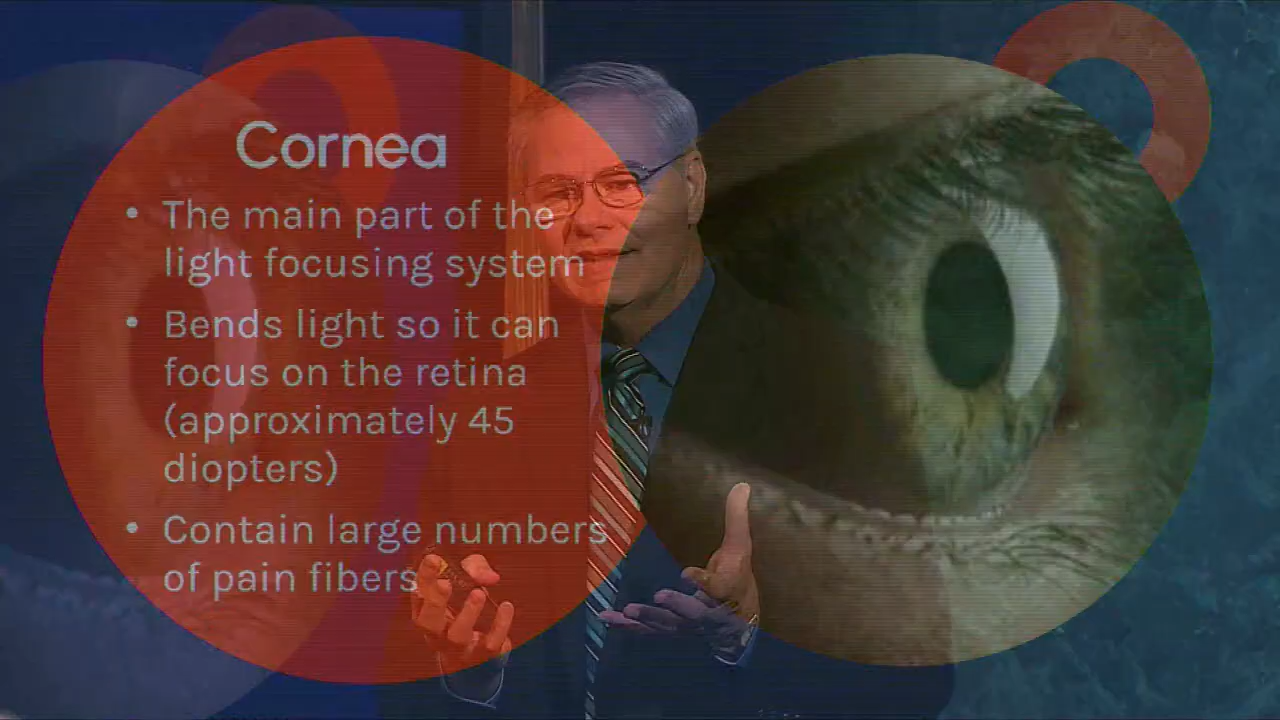 Cornea
• The main part of the
light focusing system
• Bends light so it can
focus on the retina
(approximately 45
diopters)
• Contain large numbers
of pain fibers